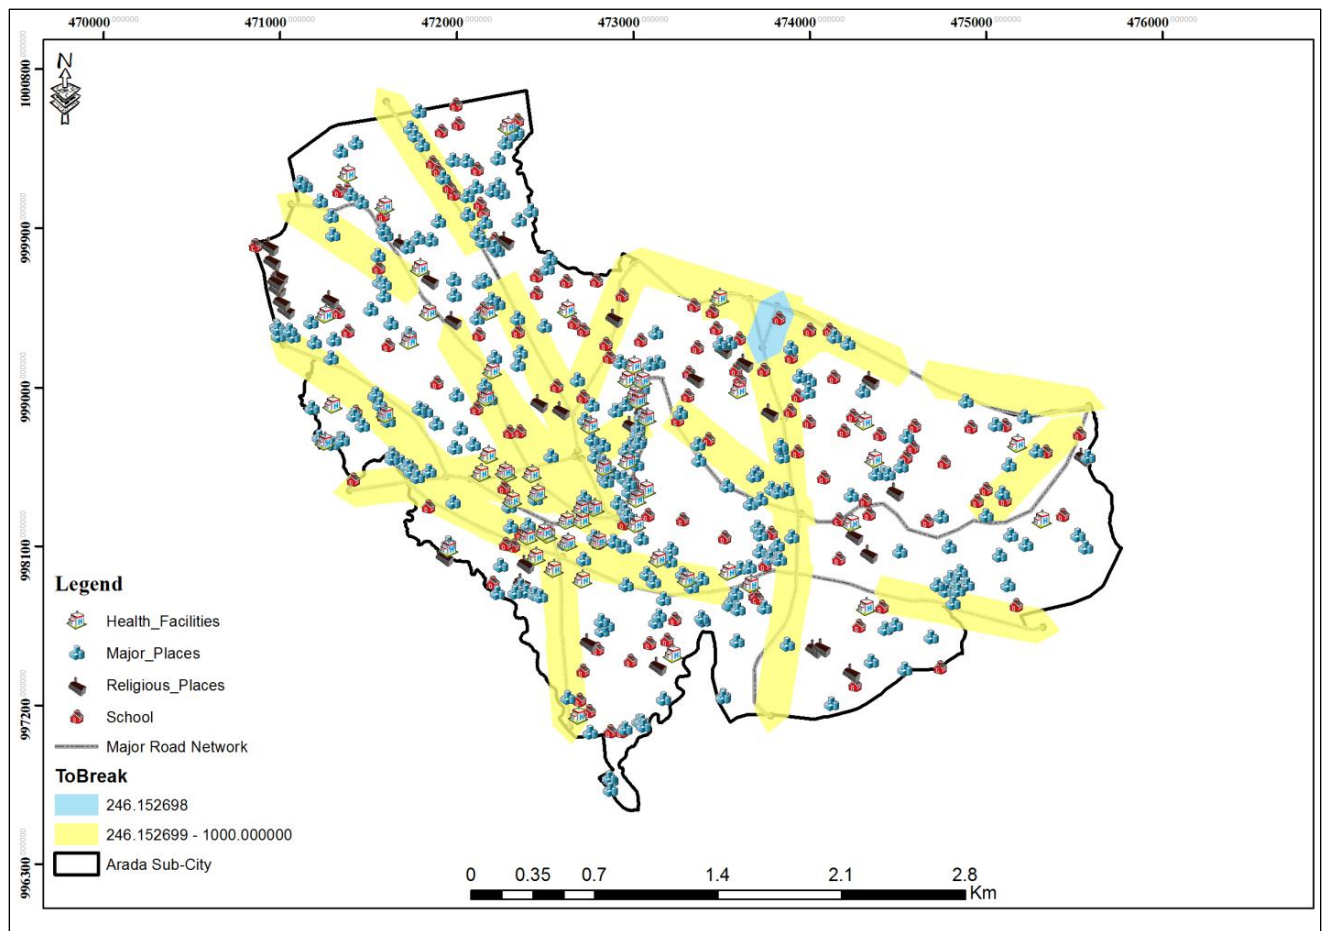 470000.000000 471000.000000 472000.000000 473000.000000 474000.000000 475000.000000 476000.000000
N
1000800.000000
999900.000000
999000.000000
998100.000000
997200.000000
996300.000000
Legend
Health_Facilities
Major_Places
Religious_Places
School
Major Road Network
ToBreak
246.152698
246.152699 - 1000.000000
Arada Sub-City
0 0.35 0.7 1.4 2.1 2.8
Km